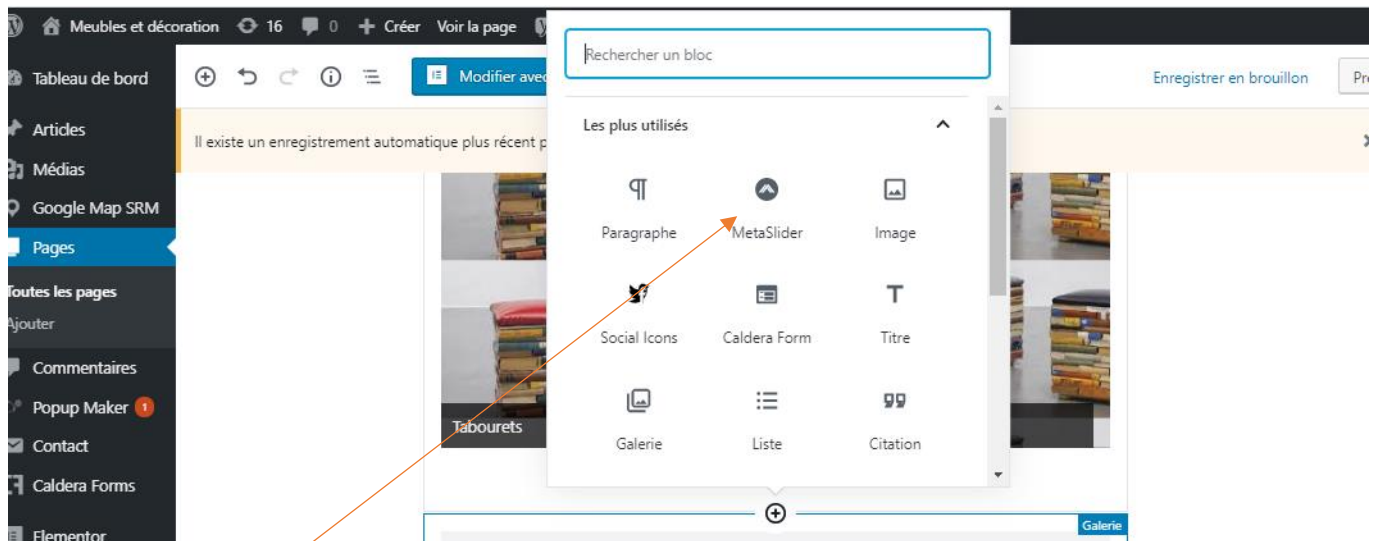 Meubles et décoration 16 0 + Créer Voir la page
Rechercher un bloc
Tableau de bord
Modifier avec
Enregistrer en brouillon
Les plus utilisés
Articles
Il existe un enregistrement automatique plus récent
Médias
Google Map SRM
Paragraphe MetaSlider Image
Pages
Toutes les pages
Ajouter
Social Icons Caldera Form Titre
Commentaires
Popup Maker 1
Tabourets
Galerie Liste Citation
Contact
Caldera Forms
Galerie
Elementor